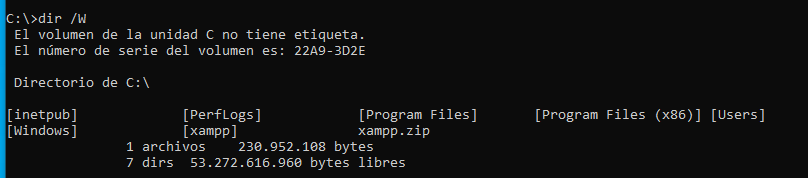 C:\>dir /W
El volumen de la unidad C no tiene etiqueta.
El número de serie del volumen es: 22A9-3D2E
Directorio de C:\
[inetpub] [PerfLogs] [Program Files] [Program Files (x86)] [Users]
[Windows] [xampp] xampp.zip
1 archivos 230.952.108 bytes
7 dirs 53.272.616.960 bytes libres